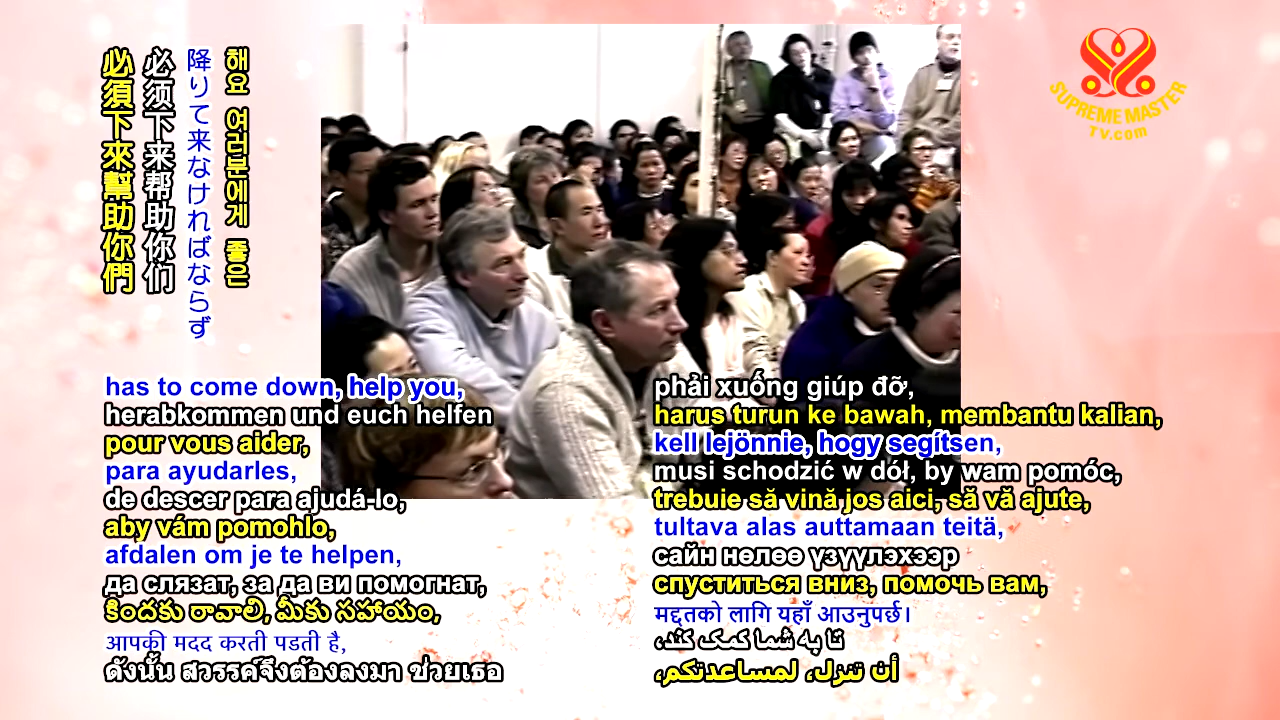 必須下來幫助你們
必须下来帮助你们
降りて来なければならず
해요 여러분에게 좋은
SUPREME MASTER
TV.com
has to come down, help you,
herabkommen und euch helfen
pour vous aider,
para ayudarles,
de descer para ajudá-lo,
aby vám pomohlo,
afdalen om je te helpen,
да слязат, за да ви помогнат,
కిందకు రావాలి, మీకు సహాయం,
आपकी मदद करती पडती है,
ดังนั้น สวรรค์จึงต้องลงมา ช่วยเธอ
phải xuống giúp đỡ,
harus turun ke bawah, membantu kalian,
kell lejönnie, hogy segítsen,
musi schodzić w dół, by wam pomóc,
trebuie să vină jos aici, să vă ajute,
tultava alas auttamaan teitä,
сайн нөлөө үзүүлэхээр
спуститься вниз, помочь вам,
मद्दतको लागि यहाँ आउनुपर्छ।
تا به شما کمک کند،
أن تنزل، لمساعدتكم،